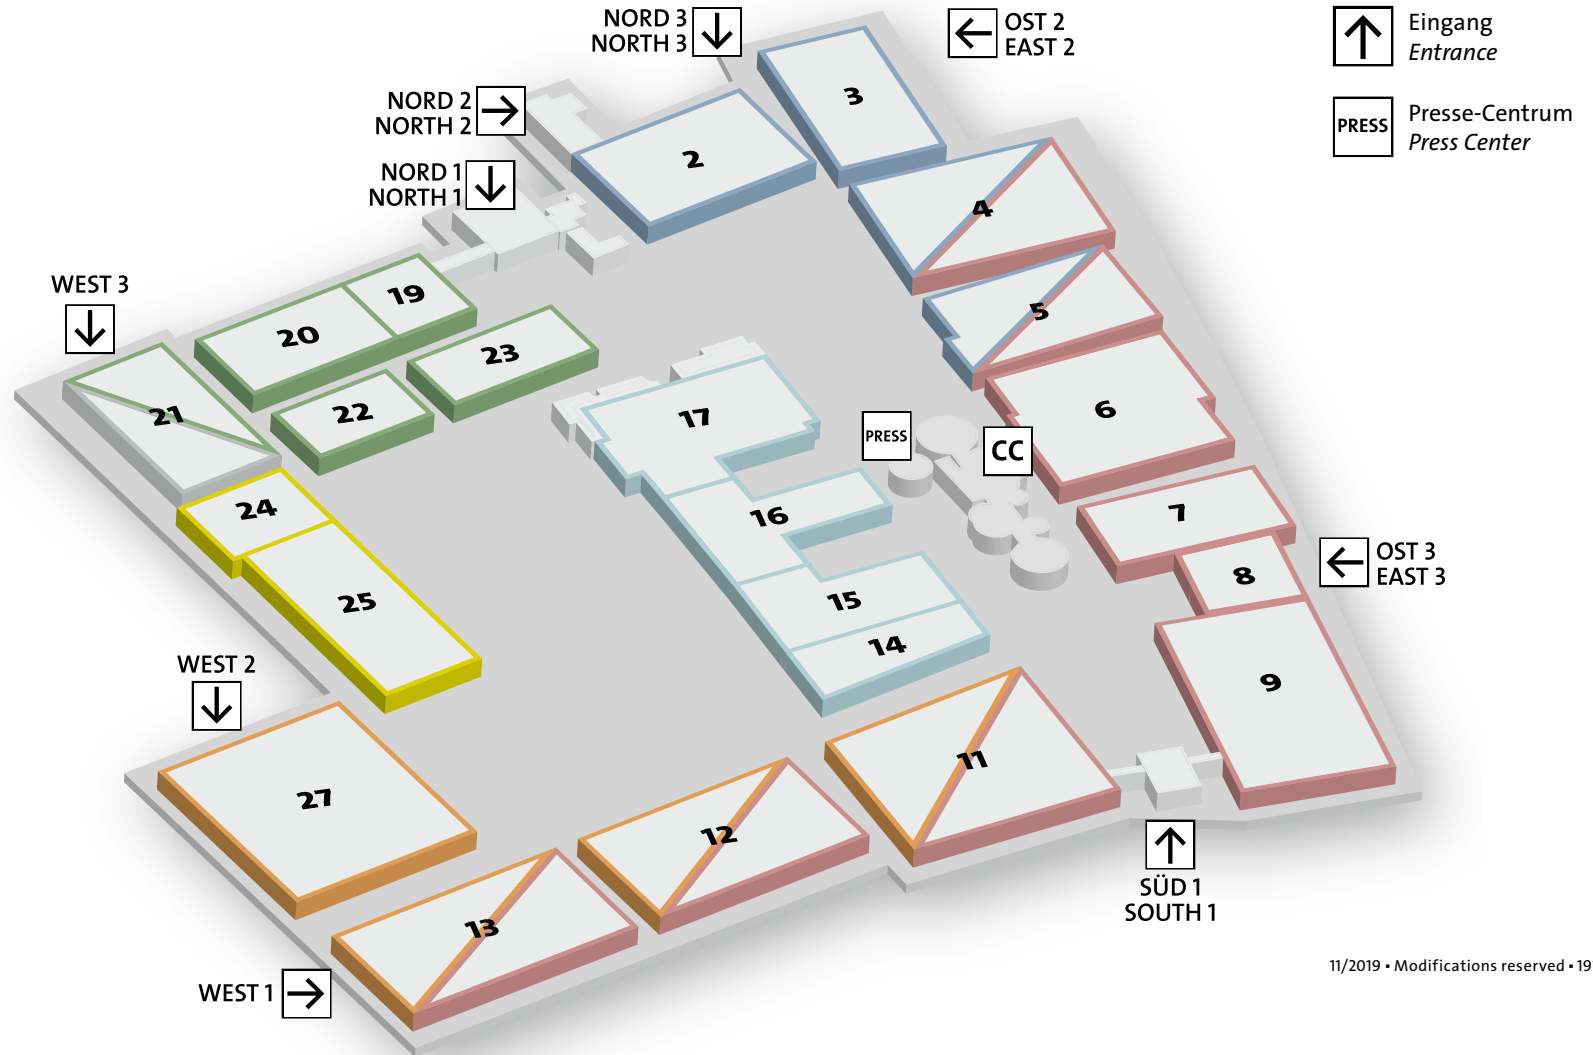 NORD 3
NORTH 3
OST 2
EAST 2
Eingang
Entrance
NORD 2
NORTH 2
3
PRESS
Presse-Centrum
Press Center
2
NORD 1
NORTH 1
4
WEST 3
19
20
5
23
21
22
17
6
PRESS
CC
24
16
7
OST 3
EAST 3
8
25
15
14
WEST 2
9
27
11
12
13
SÜD 1
SOUTH 1
WEST 1
11/2019 ▪ Modifications reserved ▪ 19